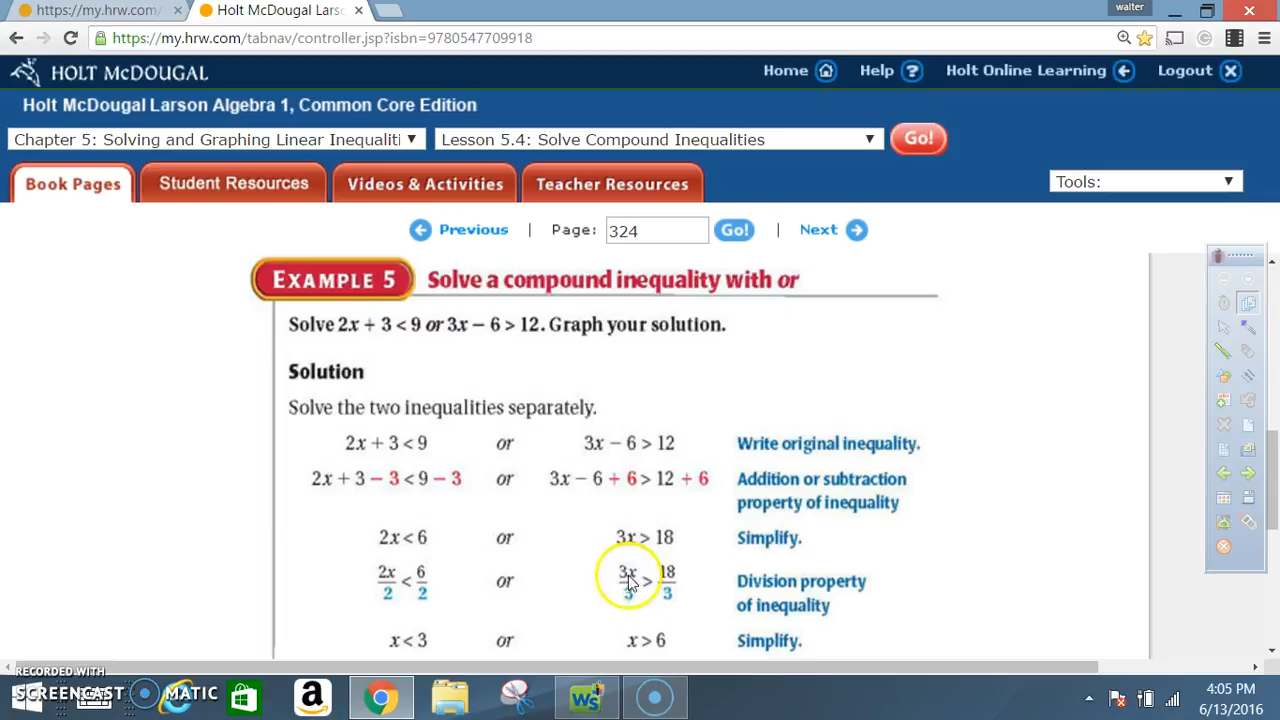 https://my.hrw.com/tabnav/ ×
Holt McDougal Lars ×
walter
https://my.hrw.com/tabnav/controller.jsp?isbn=9780547709918
HOLT MCDOUGAL
Home
Help ?
Holt Online Learning
Logout X
Holt McDougal Larson Algebra 1, Common Core Edition
Chapter 5: Solving and Graphing Linear Inequaliti
Lesson 5.4: Solve Compound Inequalities
Go!
Book Pages
Student Resources
Videos & Activities
Teacher Resources
Tools:
Previous | Page: 324 Go! | Next
EXAMPLE 5 Solve a compound inequality with or
Solve 2x + 3 < 9 or 3x − 6 > 12. Graph your solution.
Solution
Solve the two inequalities separately.
2x + 3 < 9 or 3x − 6 > 12 Write original inequality.
2x + 3 − 3 < 9 − 3 or 3x − 6 + 6 > 12 + 6 Addition or subtraction
property of inequality
2x < 6 or 3x > 18 Simplify.
2x/2 < 6/2 or 3x/3 > 18/3 Division property
of inequality
x < 3 or x > 6 Simplify.
RECORDED WITH
SCREENCAST MATIC
4:05 PM
6/13/2016